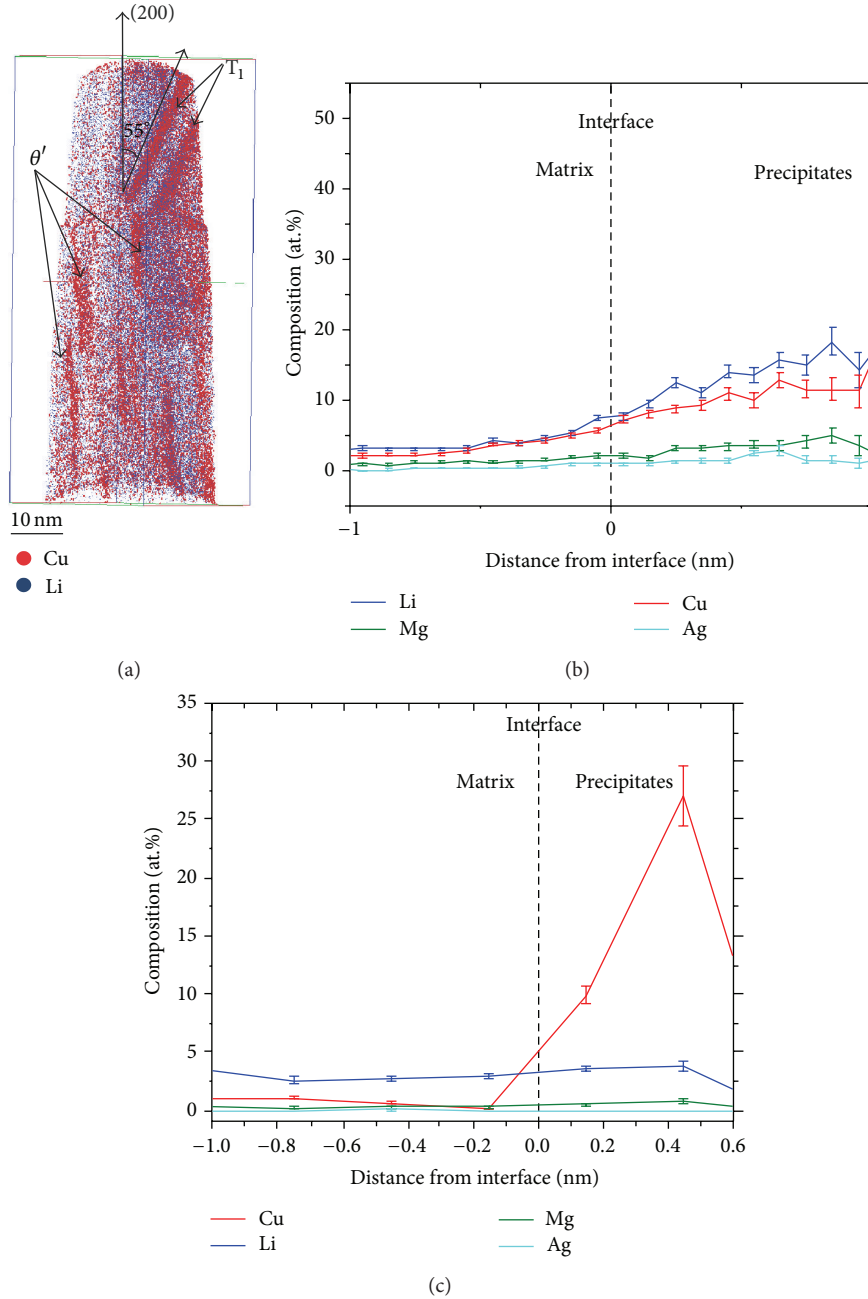 (a)
(200)
T1
55°
θ′
10 nm
Cu
Li
(b)
50
40
30
20
10
0
Composition (at.%)
Interface
Matrix
Precipitates
−1
0
Distance from interface (nm)
Li
Cu
Mg
Ag
(c)
35
30
25
20
15
10
5
0
Composition (at.%)
Interface
Matrix
Precipitates
−1.0
−0.8
−0.6
−0.4
−0.2
0.0
0.2
0.4
0.6
Distance from interface (nm)
Cu
Mg
Li
Ag